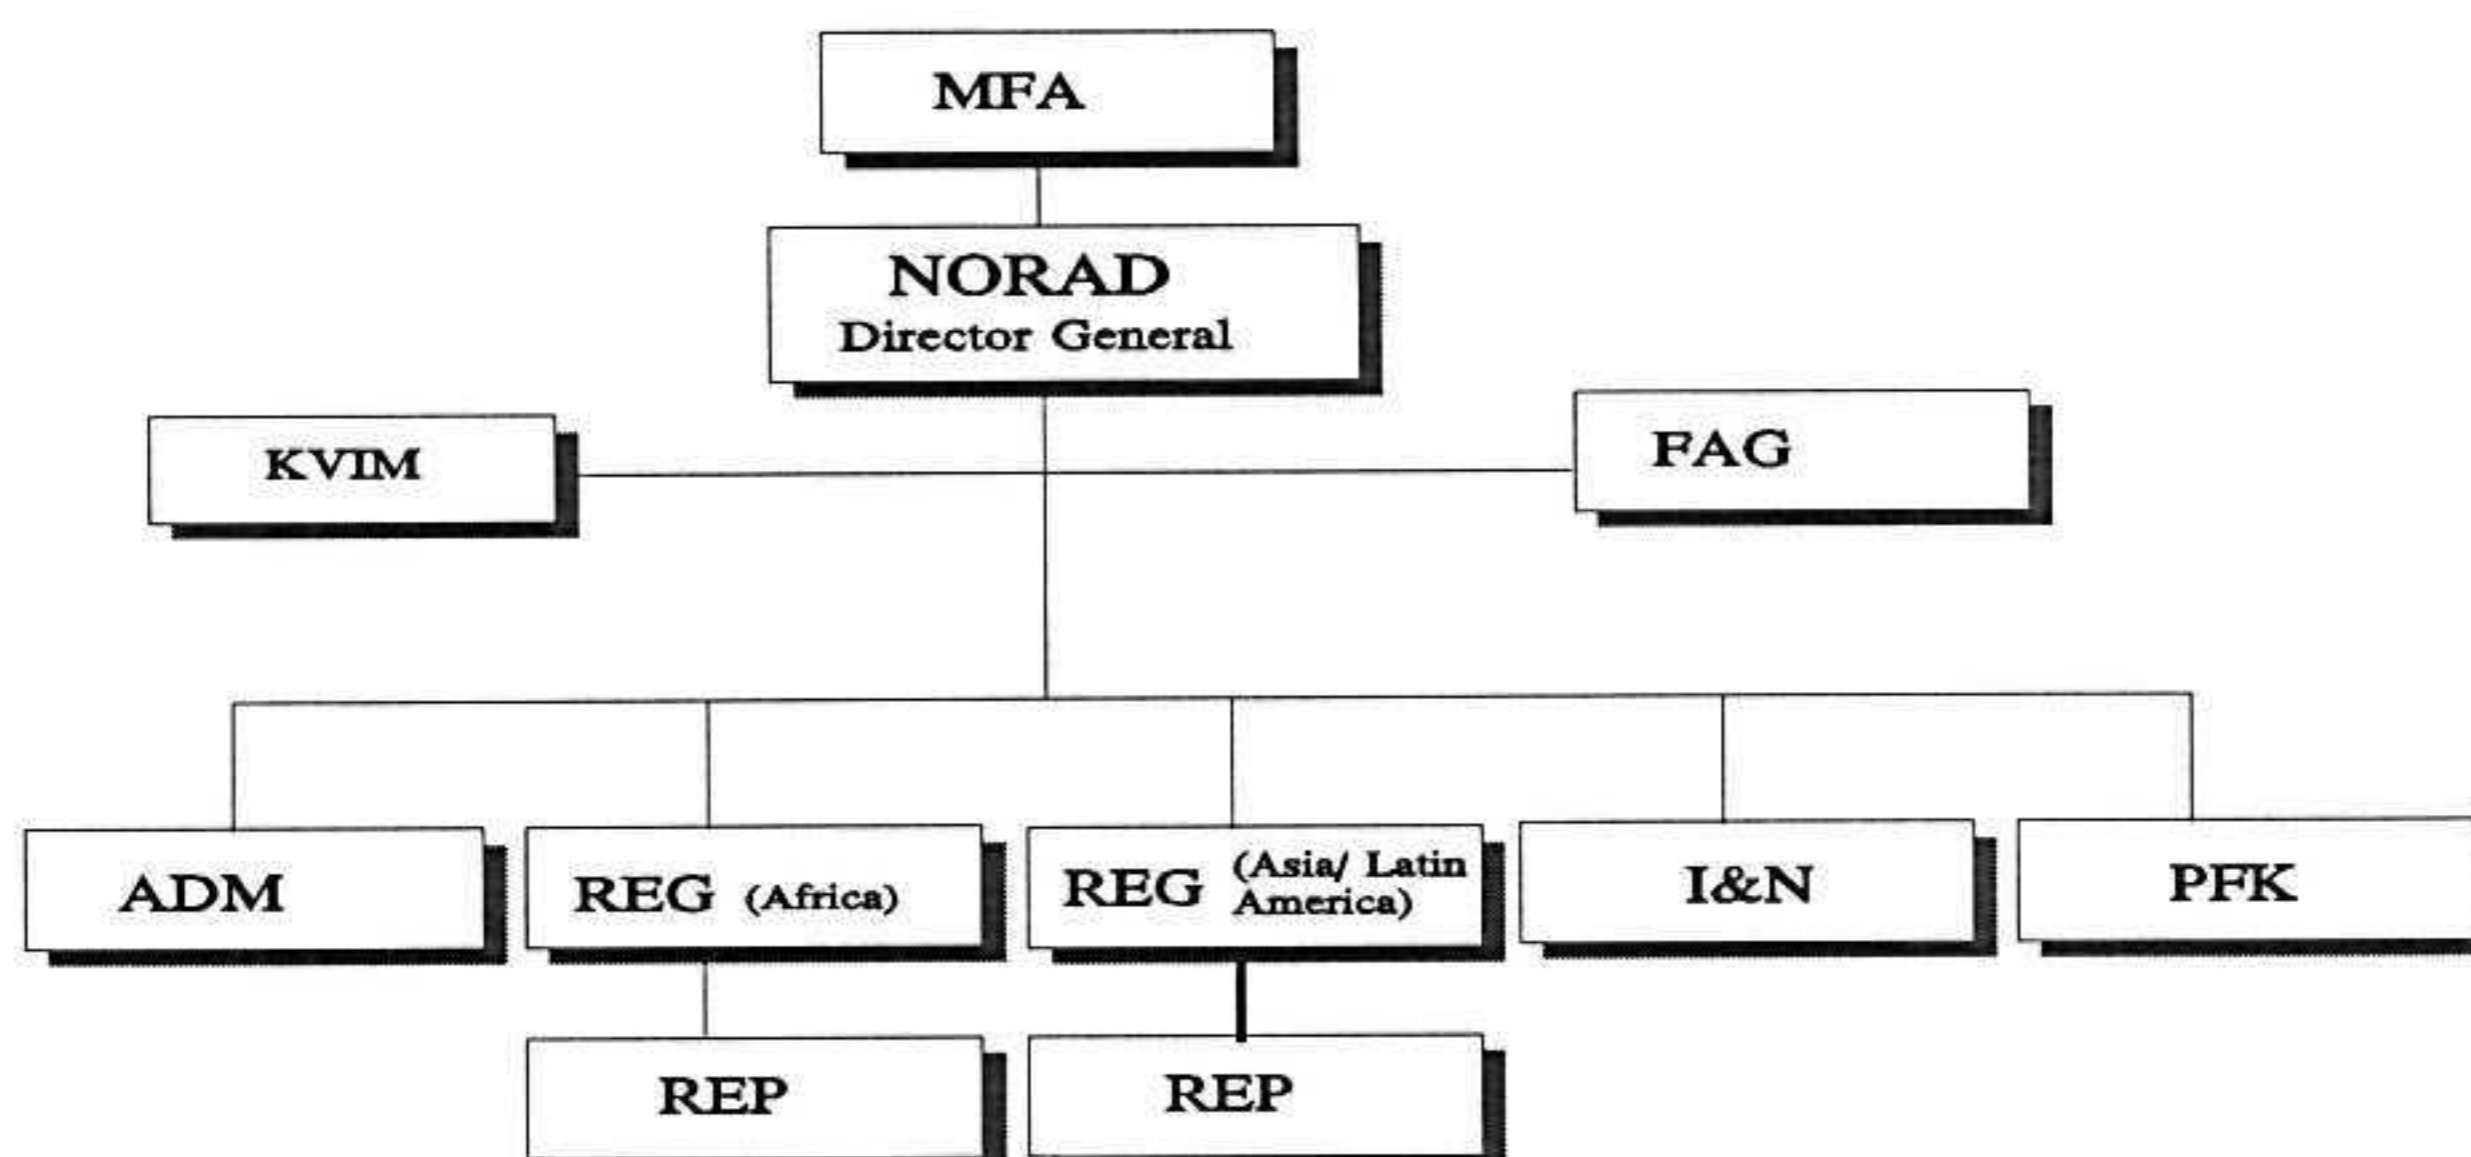 MFA
NORAD
Director General
KVIM
FAG
ADM
REG (Africa)
REG (Asia/ Latin
America)
I&N
PFK
REP
REP